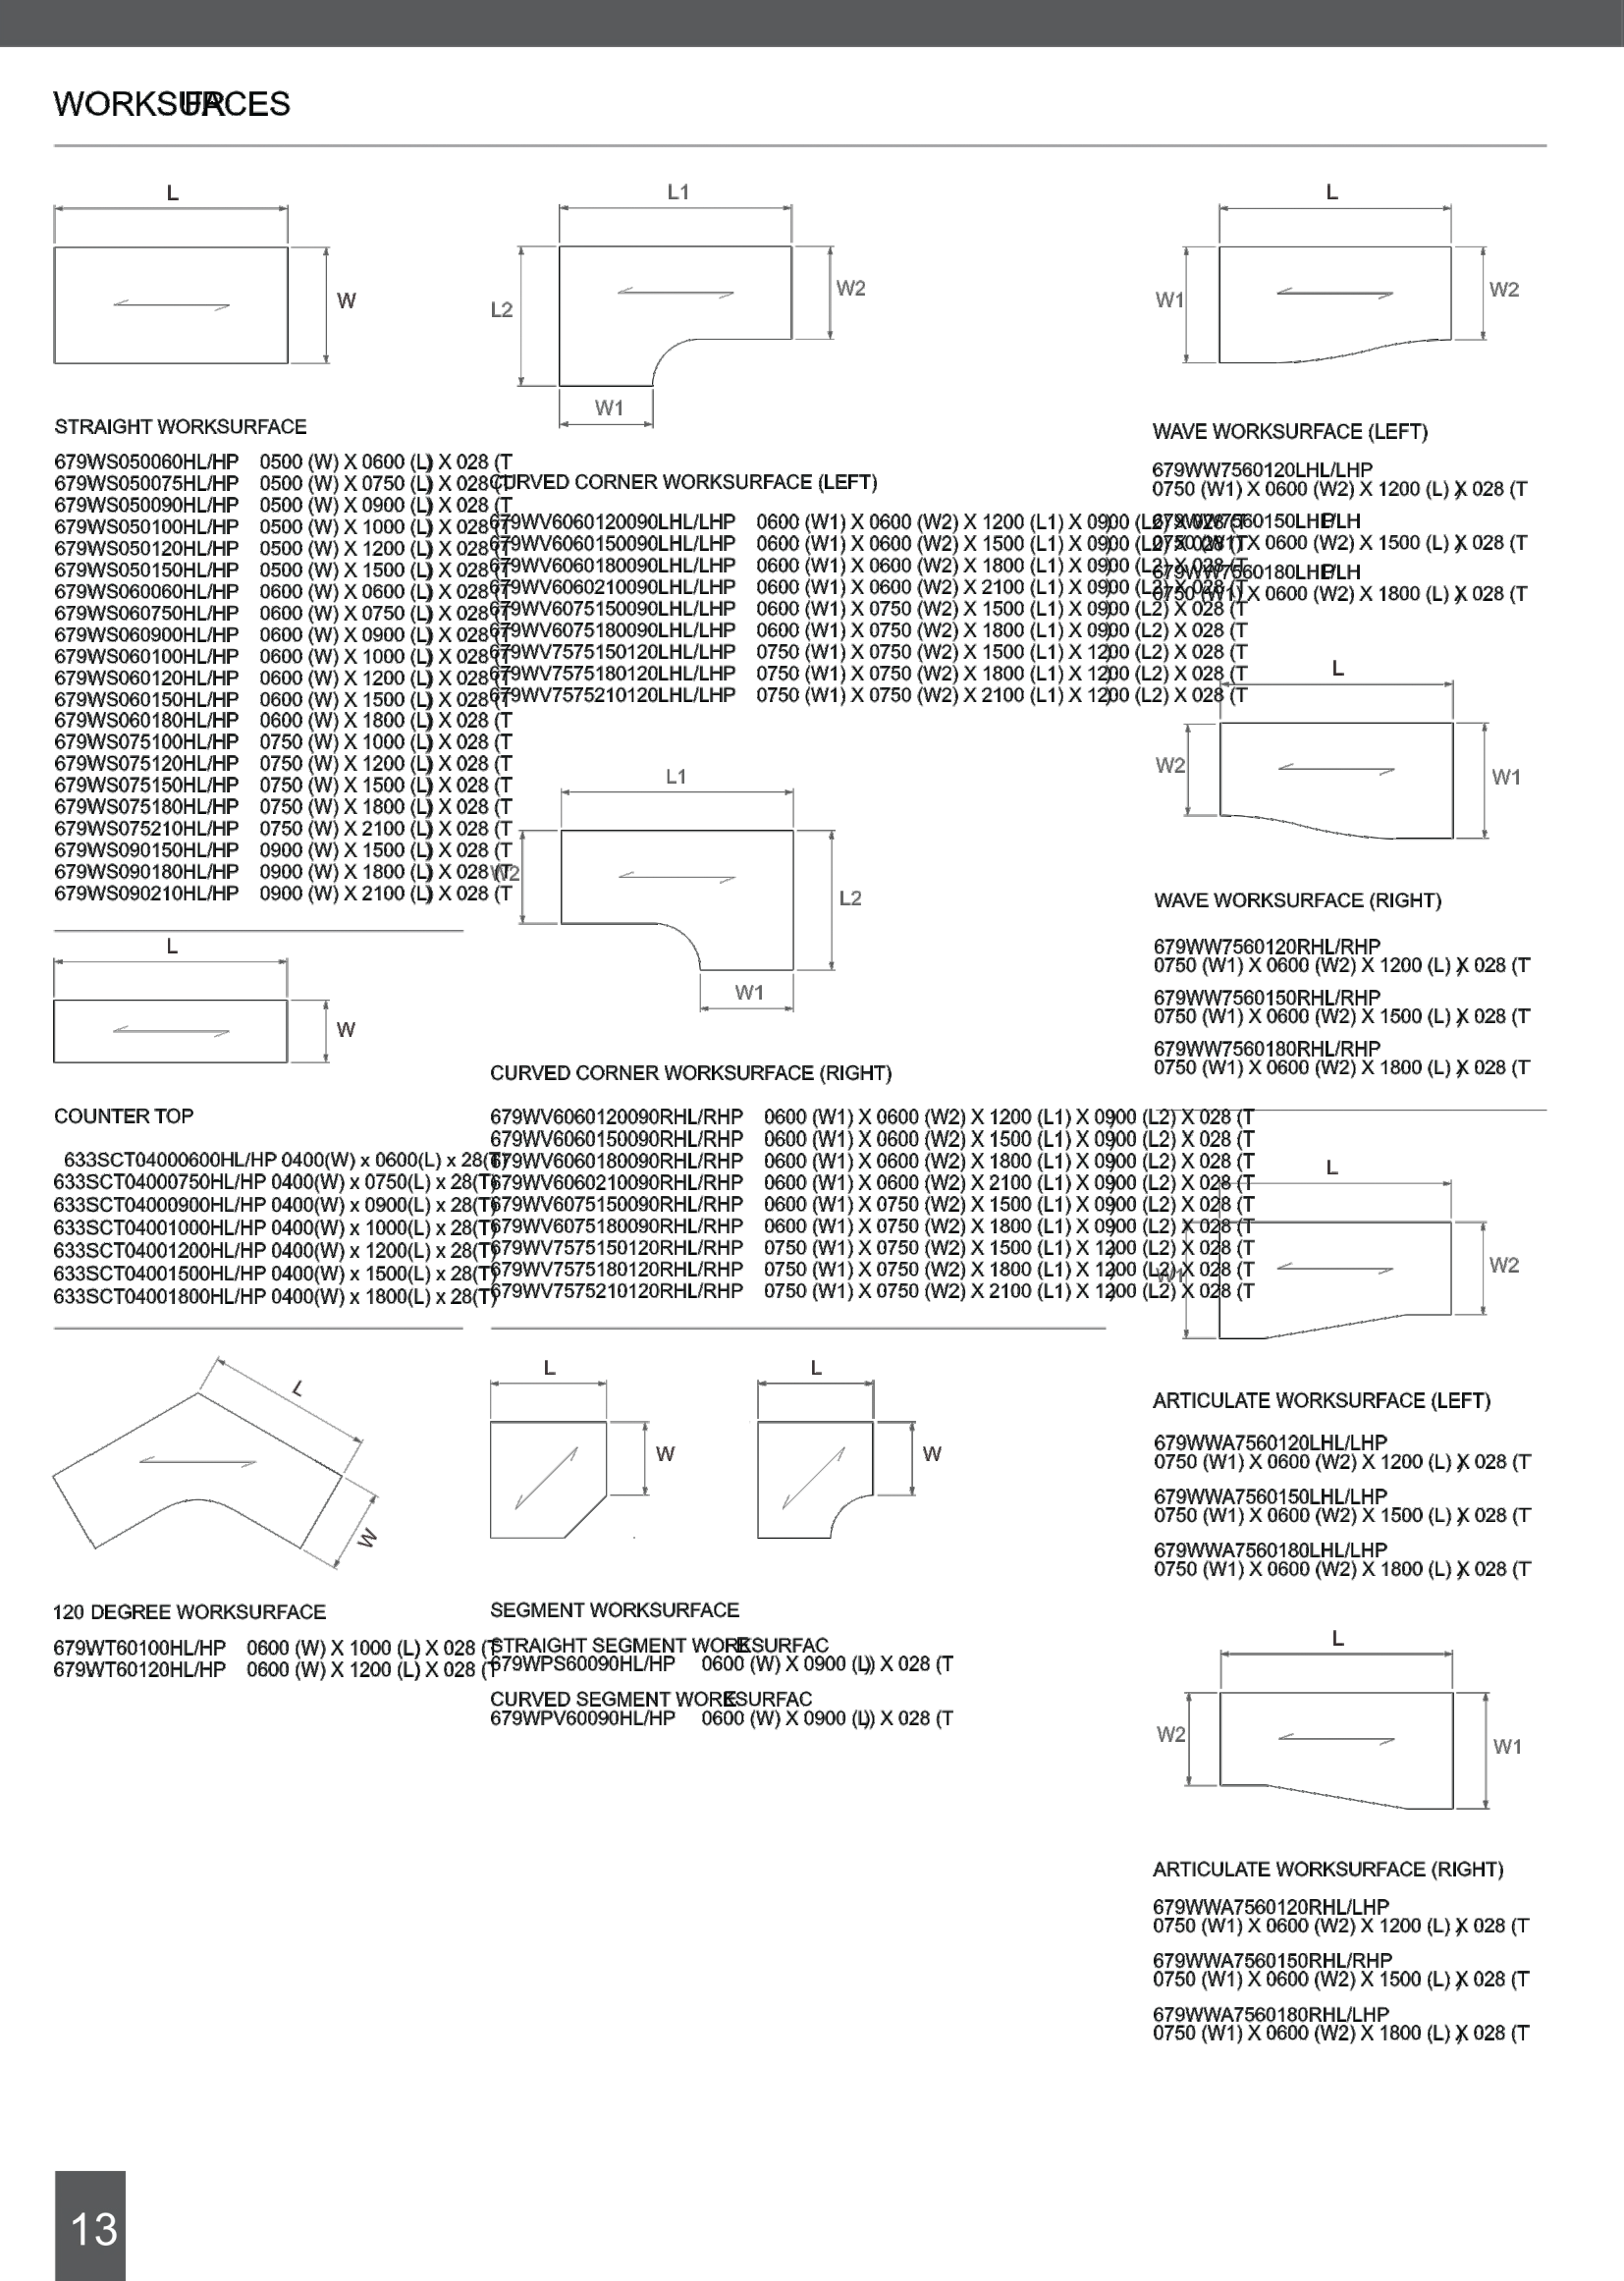 WORKSURFACES
L
W
STRAIGHT WORKSURFACE
679WS050060HL/HP 0500 (W) X 0600 (L) X 028 (T
679WS050075HL/HP 0500 (W) X 0750 (L) X 028 (T
679WS050090HL/HP 0500 (W) X 0900 (L) X 028 (T
679WS050100HL/HP 0500 (W) X 1000 (L) X 028 (T
679WS050120HL/HP 0500 (W) X 1200 (L) X 028 (T
679WS050150HL/HP 0500 (W) X 1500 (L) X 028 (T
679WS060060HL/HP 0600 (W) X 0600 (L) X 028 (T
679WS060750HL/HP 0600 (W) X 0750 (L) X 028 (T
679WS060900HL/HP 0600 (W) X 0900 (L) X 028 (T
679WS060100HL/HP 0600 (W) X 1000 (L) X 028 (T
679WS060120HL/HP 0600 (W) X 1200 (L) X 028 (T
679WS060150HL/HP 0600 (W) X 1500 (L) X 028 (T
679WS060180HL/HP 0600 (W) X 1800 (L) X 028 (T
679WS075100HL/HP 0750 (W) X 1000 (L) X 028 (T
679WS075120HL/HP 0750 (W) X 1200 (L) X 028 (T
679WS075150HL/HP 0750 (W) X 1500 (L) X 028 (T
679WS075180HL/HP 0750 (W) X 1800 (L) X 028 (T
679WS075210HL/HP 0750 (W) X 2100 (L) X 028 (T
679WS090150HL/HP 0900 (W) X 1500 (L) X 028 (T
679WS090180HL/HP 0900 (W) X 1800 (L) X 028 (T
679WS090210HL/HP 0900 (W) X 2100 (L) X 028 (T
L
W
COUNTER TOP
633SCT04000600HL/HP 0400(W) x 0600(L) x 28(T)
633SCT04000750HL/HP 0400(W) x 0750(L) x 28(T)
633SCT04000900HL/HP 0400(W) x 0900(L) x 28(T)
633SCT04001000HL/HP 0400(W) x 1000(L) x 28(T)
633SCT04001200HL/HP 0400(W) x 1200(L) x 28(T)
633SCT04001500HL/HP 0400(W) x 1500(L) x 28(T)
633SCT04001800HL/HP 0400(W) x 1800(L) x 28(T)
L
W
120 DEGREE WORKSURFACE
679WT60100HL/HP 0600 (W) X 1000 (L) X 028 (T
679WT60120HL/HP 0600 (W) X 1200 (L) X 028 (T
L1
L2
W2
W1
CURVED CORNER WORKSURFACE (LEFT)
679WV6060120090LHL/LHP 0600 (W1) X 0600 (W2) X 1200 (L1) X 0900 (L2) X 028 (T
679WV6060150090LHL/LHP 0600 (W1) X 0600 (W2) X 1500 (L1) X 0900 (L2) X 028 (T
679WV6060180090LHL/LHP 0600 (W1) X 0600 (W2) X 1800 (L1) X 0900 (L2) X 028 (T
679WV6060210090LHL/LHP 0600 (W1) X 0600 (W2) X 2100 (L1) X 0900 (L2) X 028 (T
679WV6075150090LHL/LHP 0600 (W1) X 0750 (W2) X 1500 (L1) X 0900 (L2) X 028 (T
679WV6075180090LHL/LHP 0600 (W1) X 0750 (W2) X 1800 (L1) X 0900 (L2) X 028 (T
679WV7575150120LHL/LHP 0750 (W1) X 0750 (W2) X 1500 (L1) X 1200 (L2) X 028 (T
679WV7575180120LHL/LHP 0750 (W1) X 0750 (W2) X 1800 (L1) X 1200 (L2) X 028 (T
679WV7575210120LHL/LHP 0750 (W1) X 0750 (W2) X 2100 (L1) X 1200 (L2) X 028 (T
L1
W2
L2
W1
CURVED CORNER WORKSURFACE (RIGHT)
679WV6060120090RHL/RHP 0600 (W1) X 0600 (W2) X 1200 (L1) X 0900 (L2) X 028 (T
679WV6060150090RHL/RHP 0600 (W1) X 0600 (W2) X 1500 (L1) X 0900 (L2) X 028 (T
679WV6060180090RHL/RHP 0600 (W1) X 0600 (W2) X 1800 (L1) X 0900 (L2) X 028 (T
679WV6060210090RHL/RHP 0600 (W1) X 0600 (W2) X 2100 (L1) X 0900 (L2) X 028 (T
679WV6075150090RHL/RHP 0600 (W1) X 0750 (W2) X 1500 (L1) X 0900 (L2) X 028 (T
679WV6075180090RHL/RHP 0600 (W1) X 0750 (W2) X 1800 (L1) X 0900 (L2) X 028 (T
679WV7575150120RHL/RHP 0750 (W1) X 0750 (W2) X 1500 (L1) X 1200 (L2) X 028 (T
679WV7575180120RHL/RHP 0750 (W1) X 0750 (W2) X 1800 (L1) X 1200 (L2) X 028 (T
679WV7575210120RHL/RHP 0750 (W1) X 0750 (W2) X 2100 (L1) X 1200 (L2) X 028 (T
L
W
L
W
SEGMENT WORKSURFACE
STRAIGHT SEGMENT WORKSURFACE
679WPS60090HL/HP 0600 (W) X 0900 (L) X 028 (T
CURVED SEGMENT WORKSURFACE
679WPV60090HL/HP 0600 (W) X 0900 (L) X 028 (T
L
W1
W2
WAVE WORKSURFACE (LEFT)
679WW7560120LHL/LHP
0750 (W1) X 0600 (W2) X 1200 (L) X 028 (T
679WW7560150LHL/LHP
0750 (W1) X 0600 (W2) X 1500 (L) X 028 (T
679WW7560180LHL/LHP
0750 (W1) X 0600 (W2) X 1800 (L) X 028 (T
L
W2
W1
WAVE WORKSURFACE (RIGHT)
679WW7560120RHL/RHP
0750 (W1) X 0600 (W2) X 1200 (L) X 028 (T
679WW7560150RHL/RHP
0750 (W1) X 0600 (W2) X 1500 (L) X 028 (T
679WW7560180RHL/RHP
0750 (W1) X 0600 (W2) X 1800 (L) X 028 (T
L
W1
W2
ARTICULATE WORKSURFACE (LEFT)
679WWA7560120LHL/LHP
0750 (W1) X 0600 (W2) X 1200 (L) X 028 (T
679WWA7560150LHL/LHP
0750 (W1) X 0600 (W2) X 1500 (L) X 028 (T
679WWA7560180LHL/LHP
0750 (W1) X 0600 (W2) X 1800 (L) X 028 (T
L
W2
W1
ARTICULATE WORKSURFACE (RIGHT)
679WWA7560120RHL/LHP
0750 (W1) X 0600 (W2) X 1200 (L) X 028 (T
679WWA7560150RHL/RHP
0750 (W1) X 0600 (W2) X 1500 (L) X 028 (T
679WWA7560180RHL/LHP
0750 (W1) X 0600 (W2) X 1800 (L) X 028 (T
13